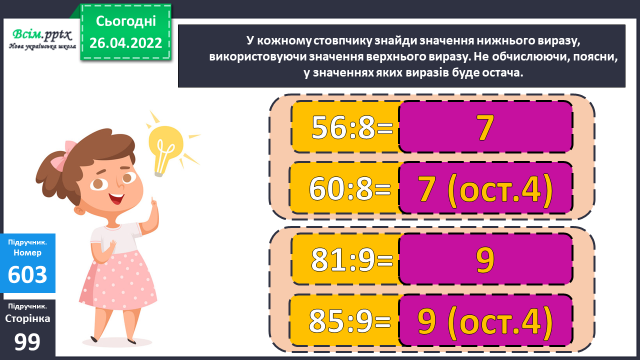 Всім.pptx
Нова українська школа
Сьогодні
26.04.2022
У кожному стовпчику знайди значення нижнього виразу,
використовуючи значення верхнього виразу. Не обчислюючи, поясни,
у значеннях яких виразів буде остача.
56:8= 7
60:8= 7 (ост.4)
81:9= 9
85:9= 9 (ост.4)
Підручник.
Номер
603
Підручник.
Сторінка
99